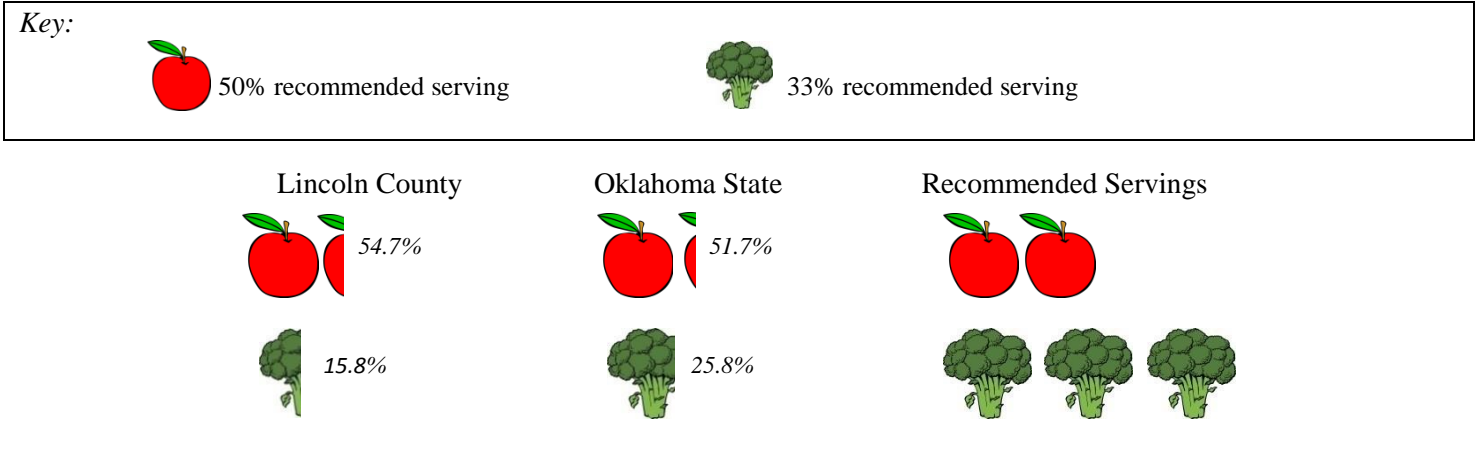 Key:
50% recommended serving 33% recommended serving
Lincoln County Oklahoma State Recommended Servings
54.7% 51.7%
15.8% 25.8%